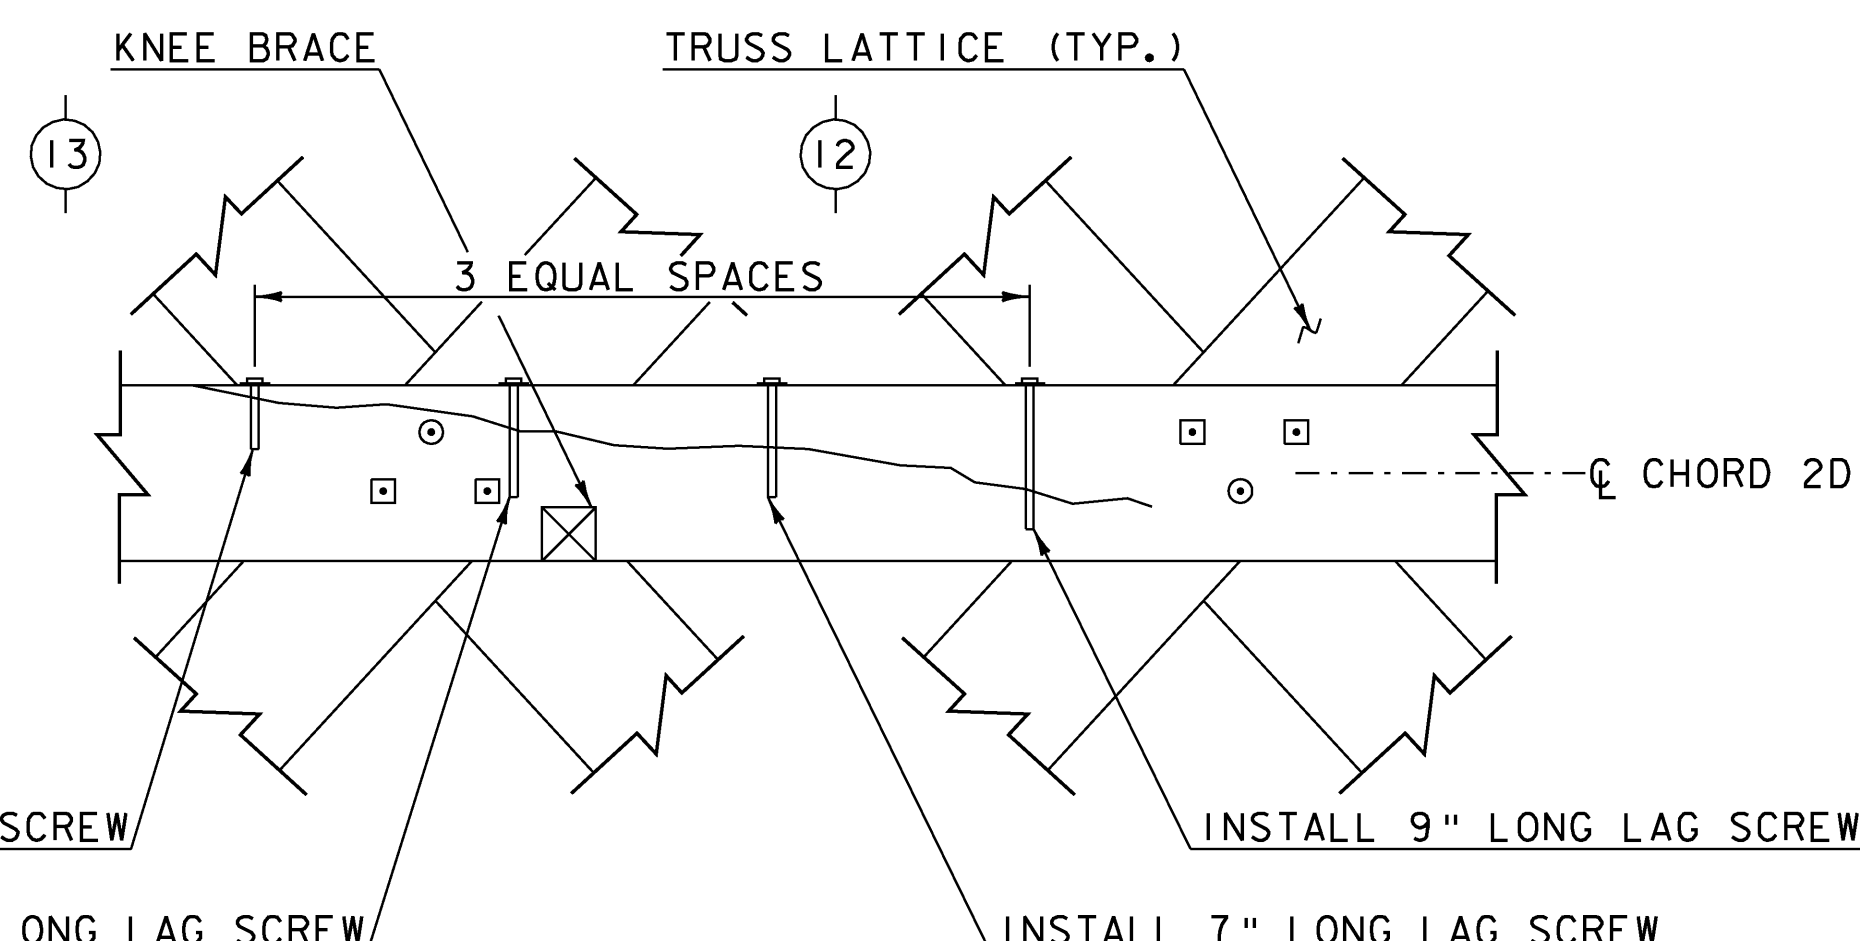 KNEE BRACE
TRUSS LATTICE (TYP.)
13
12
3 EQUAL SPACES
℄ CHORD 2D
SCREW
INSTALL 9" LONG LAG SCREW
ONG LAG SCREW
INSTALL 7" LONG LAG SCREW